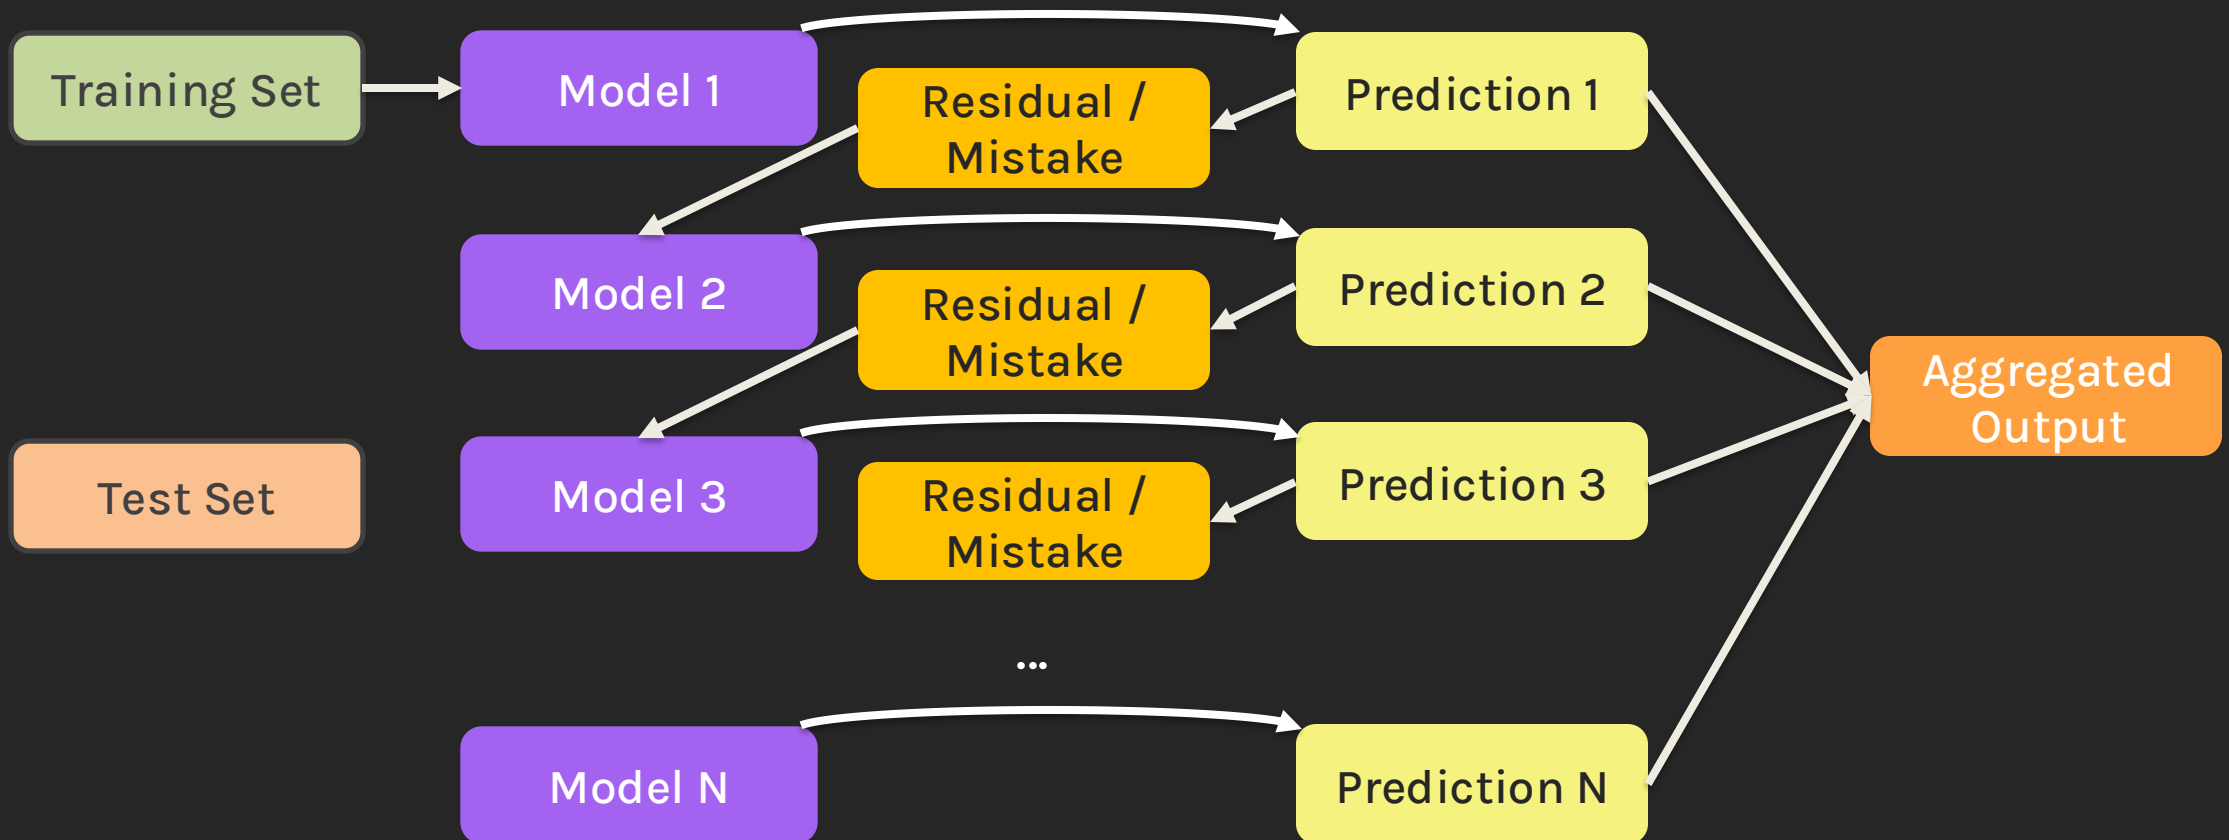 Training Set
Model 1
Residual /
Mistake
Prediction 1
Model 2
Residual /
Mistake
Prediction 2
Aggregated
Output
Test Set
Model 3
Residual /
Mistake
Prediction 3
...
Model N
Prediction N